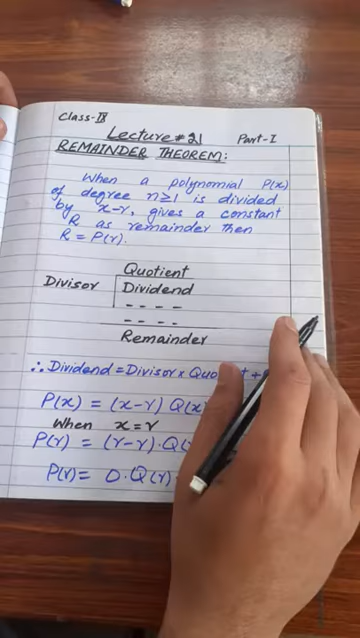 Class-IX
Lecture # 21 Part-I
REMAINDER THEOREM:
When a polynomial P(x)
of degree n≥1 is divided
by x-r, gives a constant
R as remainder then
R = P(r).
Quotient
Divisor Dividend
Remainder
∴ Dividend = Divisor x +
P(x) = (x-r) Q(x)
When x=r
P(r) = (r-r).
P(r) = 0.Q(r)